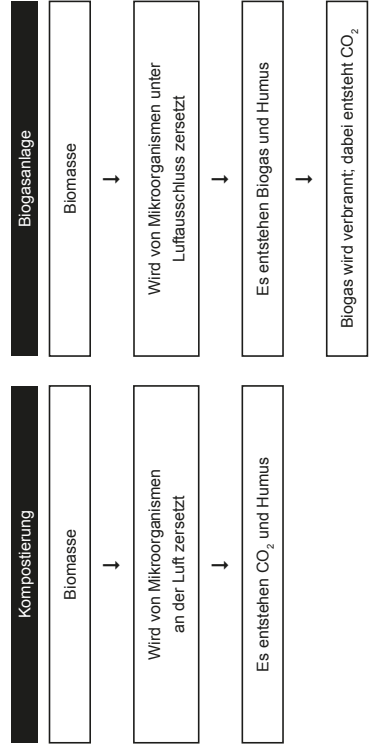 Kompostierung
Biomasse
↓
Wird von Mikroorganismen
an der Luft zersetzt
↓
Es entstehen CO₂ und Humus
Biogasanlage
Biomasse
↓
Wird von Mikroorganismen unter
Luftausschluss zersetzt
↓
Es entstehen Biogas und Humus
↓
Biogas wird verbrannt; dabei entsteht CO₂